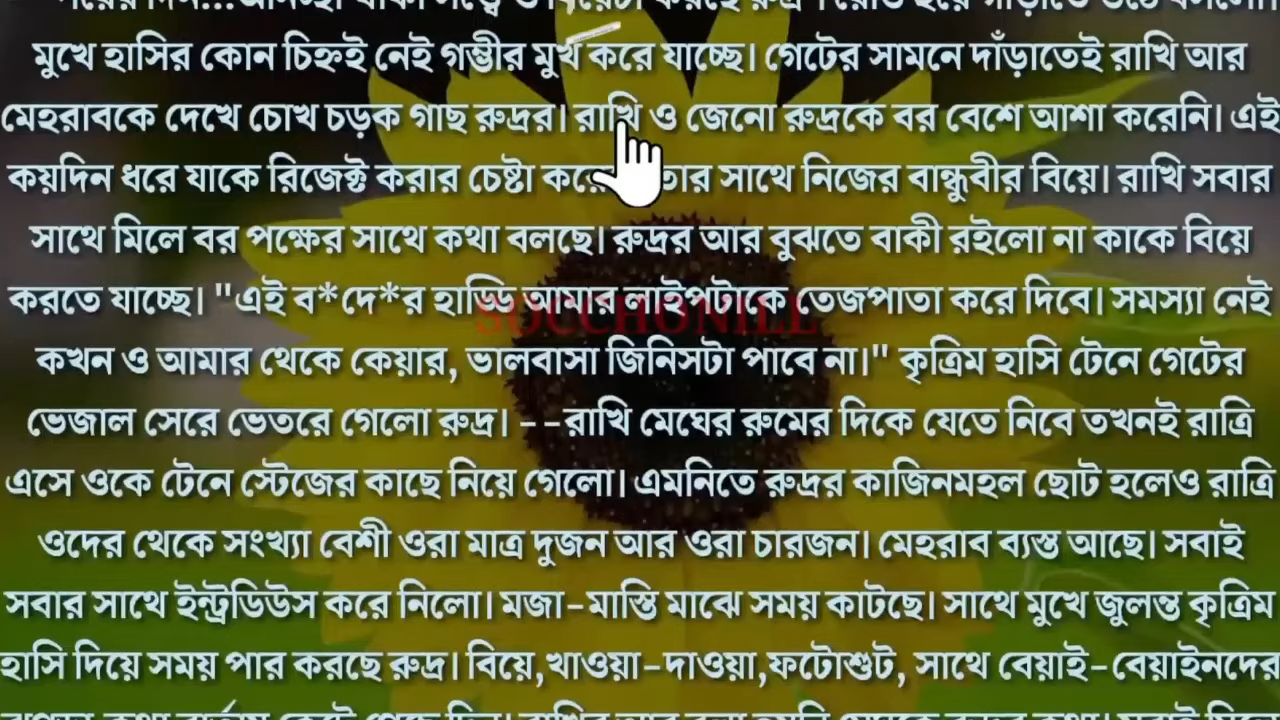 মুখে হাসির কোন চিহ্নই নেই গম্ভীর মুখ করে যাচ্ছে। গেটের সামনে দাঁড়াতেই রাখি আর
মেহরাবকে দেখে চোখ চড়ক গাছ রুদ্রর। রাখি ও জেনো রুদ্রকে বর বেশে আশা করেনি। এই
কয়দিন ধরে যাকে রিজেক্ট করার চেষ্টা করে তার সাথে নিজের বান্ধুবীর বিয়ে। রাখি সবার
সাথে মিলে বর পক্ষের সাথে কথা বলছে। রুদ্রর আর বুঝতে বাকী রইলো না কাকে বিয়ে
করতে যাচ্ছে। "এই ব*দে*র হাড্ডি আমার লাইপটাকে তেজপাতা করে দিবে। সমস্যা নেই
SOCCHONILL
কখন ও আমার থেকে কেয়ার, ভালবাসা জিনিসটা পাবে না।" কৃত্রিম হাসি টেনে গেটের
ভেজাল সেরে ভেতরে গেলো রুদ্র। --রাখি মেঘের রুমের দিকে যেতে নিবে তখনই রাত্রি
এসে ওকে টেনে স্টেজের কাছে নিয়ে গেলো। এমনিতে রুদ্রর কাজিনমহল ছোট হলেও রাত্রি
ওদের থেকে সংখ্যা বেশী ওরা মাত্র দুজন আর ওরা চারজন। মেহরাব ব্যস্ত আছে। সবাই
সবার সাথে ইন্ট্রডিউস করে নিলো। মজা-মাস্তি মাঝে সময় কাটছে। সাথে মুখে জুলন্ত কৃত্রিম
হাসি দিয়ে সময় পার করছে রুদ্র। বিয়ে,খাওয়া-দাওয়া,ফটোশুট, সাথে বেয়াই-বেয়াইনদের